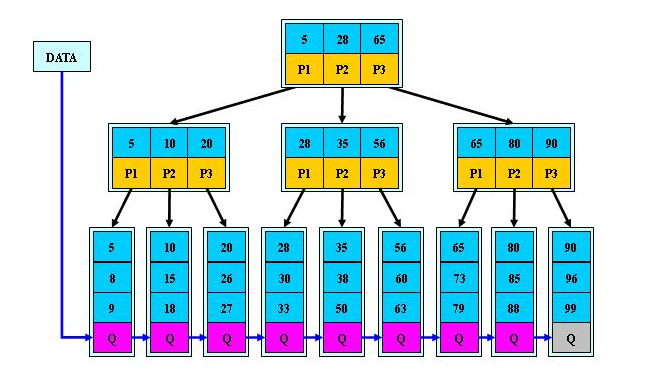 5 28 65
DATA
P1 P2 P3
5 10 20 28 35 56 65 80 90
P1 P2 P3 P1 P2 P3 P1 P2 P3
5 10 20 28 35 56 65 80 90
8 15 26 30 38 60 73 85 96
9 18 27 33 50 63 79 88 99
Q Q Q Q Q Q Q Q Q